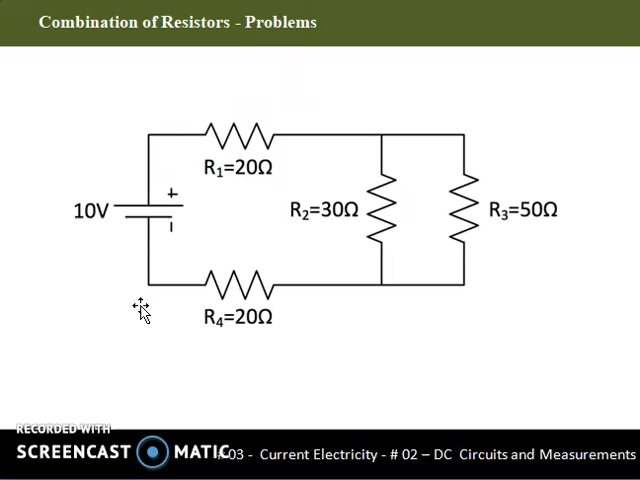 Combination of Resistors - Problems
R₁=20Ω
+
10V
R₂=30Ω
R₃=50Ω
R₄=20Ω
RECORDED WITH
SCREENCAST MATIC
# 03 - Current Electricity - # 02 – DC Circuits and Measurements